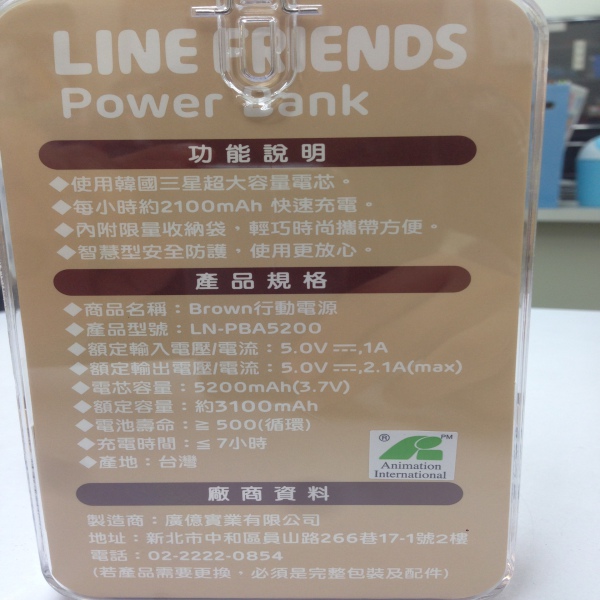 LINE FRIENDS
Power Bank
功能說明
◆使用韓國三星超大容量電芯。
◆每小時約2100mAh 快速充電。
◆內附限量收納袋，輕巧時尚攜帶方便。
◆智慧型安全防護，使用更放心。
產品規格
◆商品名稱：Brown行動電源
◆產品型號：LN-PBA5200
◆額定輸入電壓/電流：5.0V⎓,1A
◆額定輸出電壓/電流：5.0V⎓,2.1A(max)
◆電芯容量：5200mAh(3.7V)
◆額定容量：約3100mAh
◆電池壽命：≧500(循環)
◆充電時間：≦7小時
◆產地：台灣
® PM
Animation
International
廠商資料
製造商：廣億實業有限公司
地址：新北市中和區員山路266巷17-1號2樓
電話：02-2222-0854
(若產品需要更換，必須是完整包裝及配件)